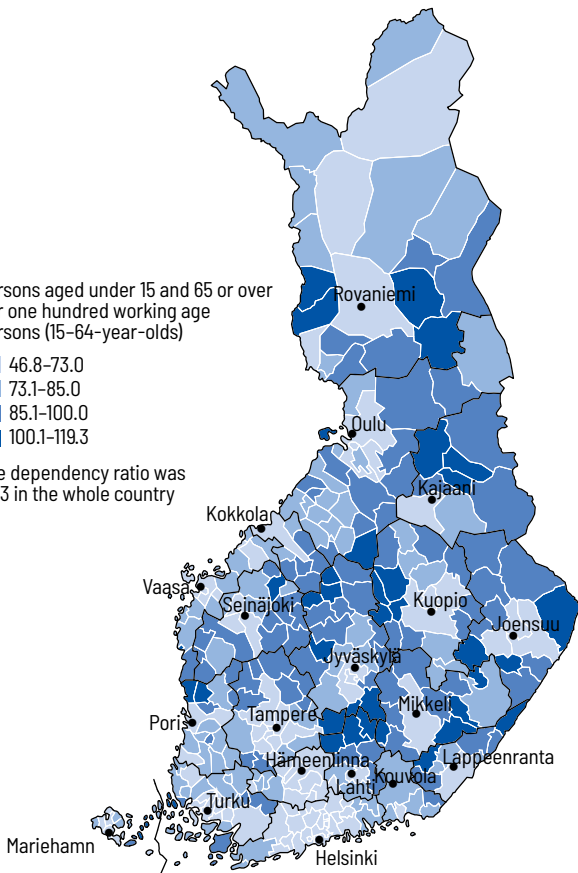 rsons aged under 15 and 65 or over
r one hundred working age
rsons (15–64-year-olds)
46.8–73.0
73.1–85.0
85.1–100.0
100.1–119.3
e dependency ratio was
3 in the whole country
Rovaniemi
Oulu
Kajaani
Kokkola
Vaasa
Seinäjoki
Kuopio
Joensuu
Jyväskylä
Mikkeli
Pori
Tampere
Hämeenlinna
Lappeenranta
Lahti
Kouvola
Turku
Mariehamn
Helsinki